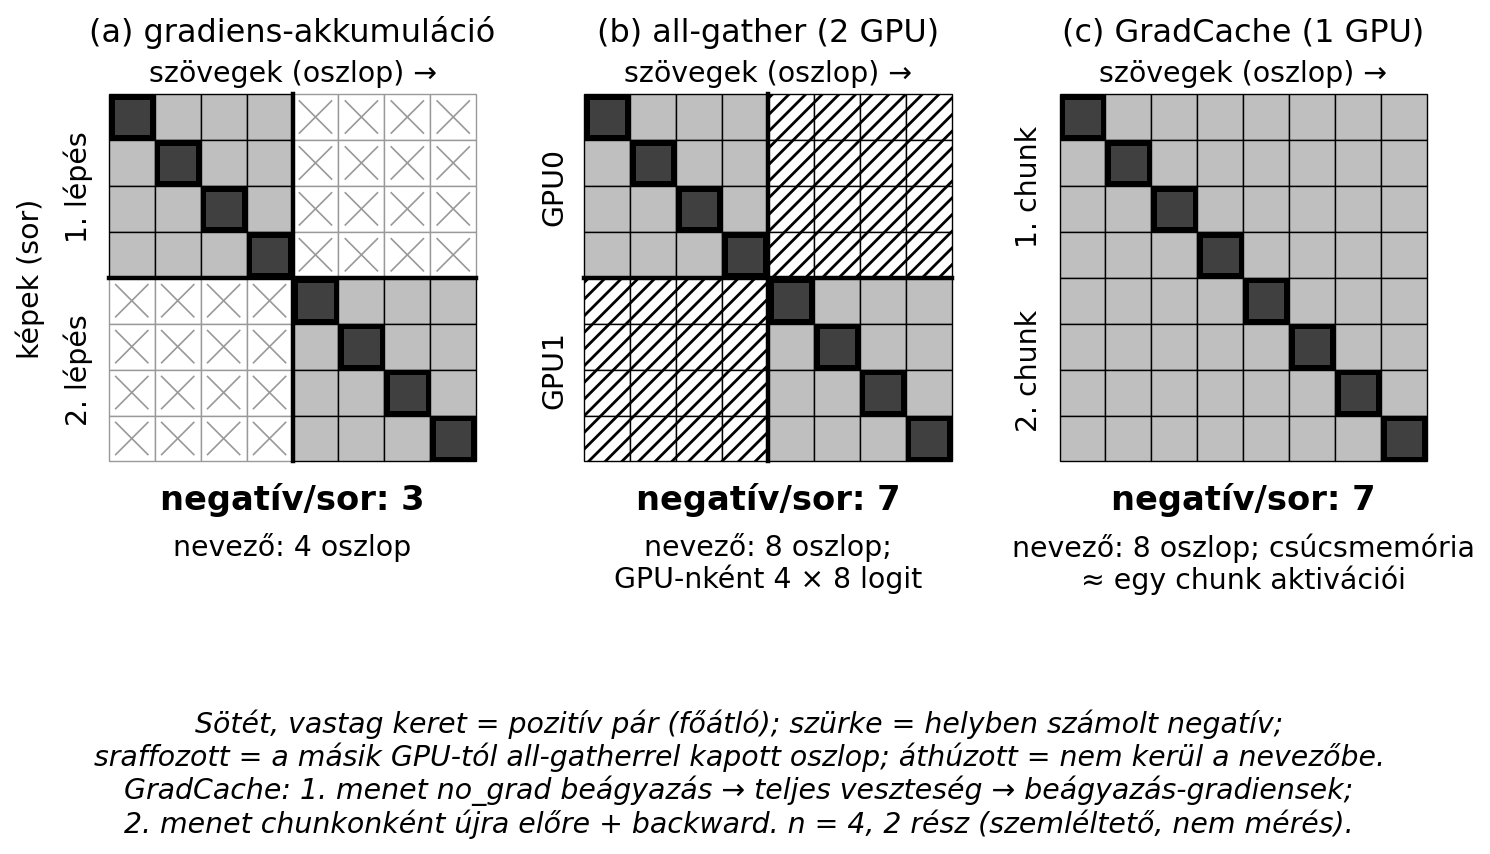 (a) gradiens-akkumuláció
szövegek (oszlop) →
képek (sor)
1. lépés
2. lépés
negatív/sor: 3
nevező: 4 oszlop
(b) all-gather (2 GPU)
szövegek (oszlop) →
GPU0
GPU1
negatív/sor: 7
nevező: 8 oszlop;
GPU-nként 4 × 8 logit
(c) GradCache (1 GPU)
szövegek (oszlop) →
1. chunk
2. chunk
negatív/sor: 7
nevező: 8 oszlop; csúcsmemória
≈ egy chunk aktivációi
Sötét, vastag keret = pozitív pár (főátló); szürke = helyben számolt negatív;
sraffozott = a másik GPU-tól all-gatherrel kapott oszlop; áthúzott = nem kerül a nevezőbe.
GradCache: 1. menet no_grad beágyazás → teljes veszteség → beágyazás-gradiensek;
2. menet chunkonként újra előre + backward. n = 4, 2 rész (szemléltető, nem mérés).